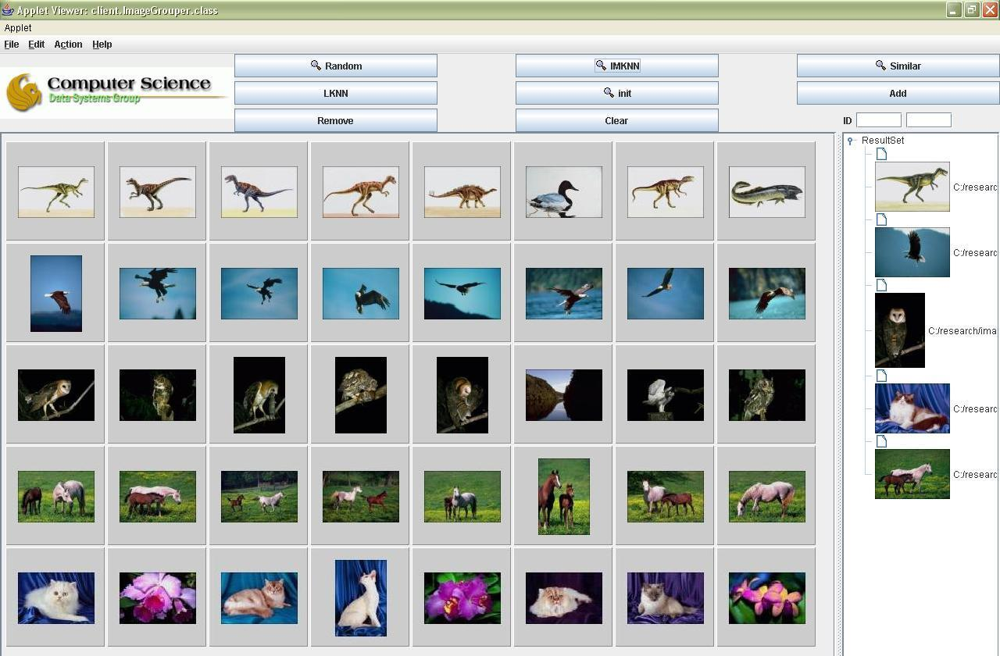 Applet Viewer: client.ImageGrouper.class
Applet
File Edit Action Help
Computer Science
Data Systems Group
Random
IMKNN
Similar
LKNN
init
Add
Remove
Clear
ID
ResultSet
C:/researc
C:/researc
C:/research/ima
C:/researc
C:/researc